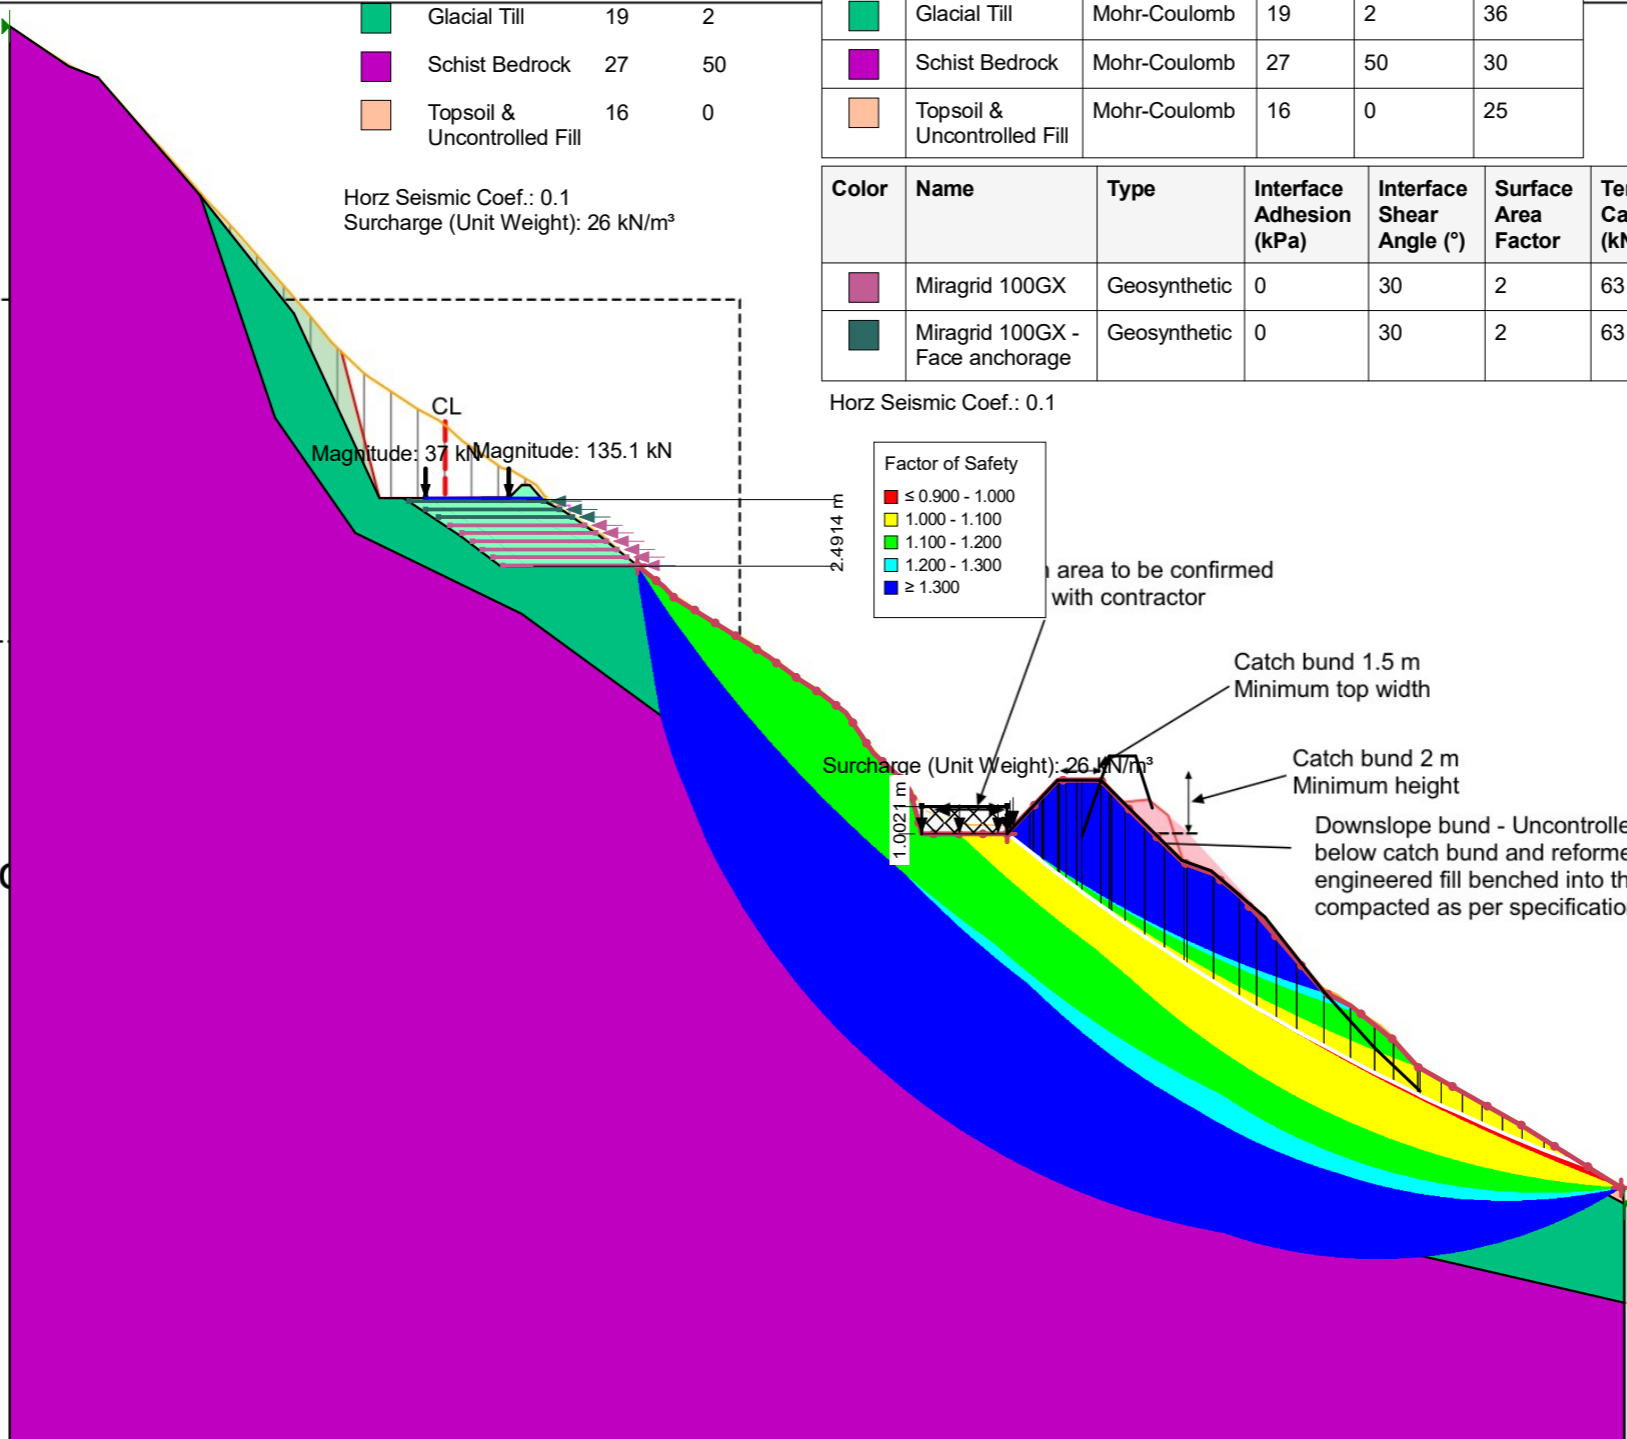 Glacial Till 19 2
Schist Bedrock 27 50
Topsoil & 16 0
Uncontrolled Fill
Horz Seismic Coef.: 0.1
Surcharge (Unit Weight): 26 kN/m³
Glacial Till Mohr-Coulomb 19 2 36
Schist Bedrock Mohr-Coulomb 27 50 30
Topsoil & Mohr-Coulomb 16 0 25
Uncontrolled Fill
Color Name Type Interface Interface Surface
Adhesion Shear Area
(kPa) Angle (°) Factor
Miragrid 100GX Geosynthetic 0 30 2 63
Miragrid 100GX - Geosynthetic 0 30 2 63
Face anchorage
Horz Seismic Coef.: 0.1
CL
Magnitude: 37 kN
Magnitude: 135.1 kN
2.4914 m
Factor of Safety
≤ 0.900 - 1.000
1.000 - 1.100
1.100 - 1.200
1.200 - 1.300
≥ 1.300
area to be confirmed
with contractor
Catch bund 1.5 m
Minimum top width
Surcharge (Unit Weight): 26 kN/m³
1.0021 m
Catch bund 2 m
Minimum height
Downslope bund - Uncontrolle
below catch bund and reforme
engineered fill benched into th
compacted as per specificatio